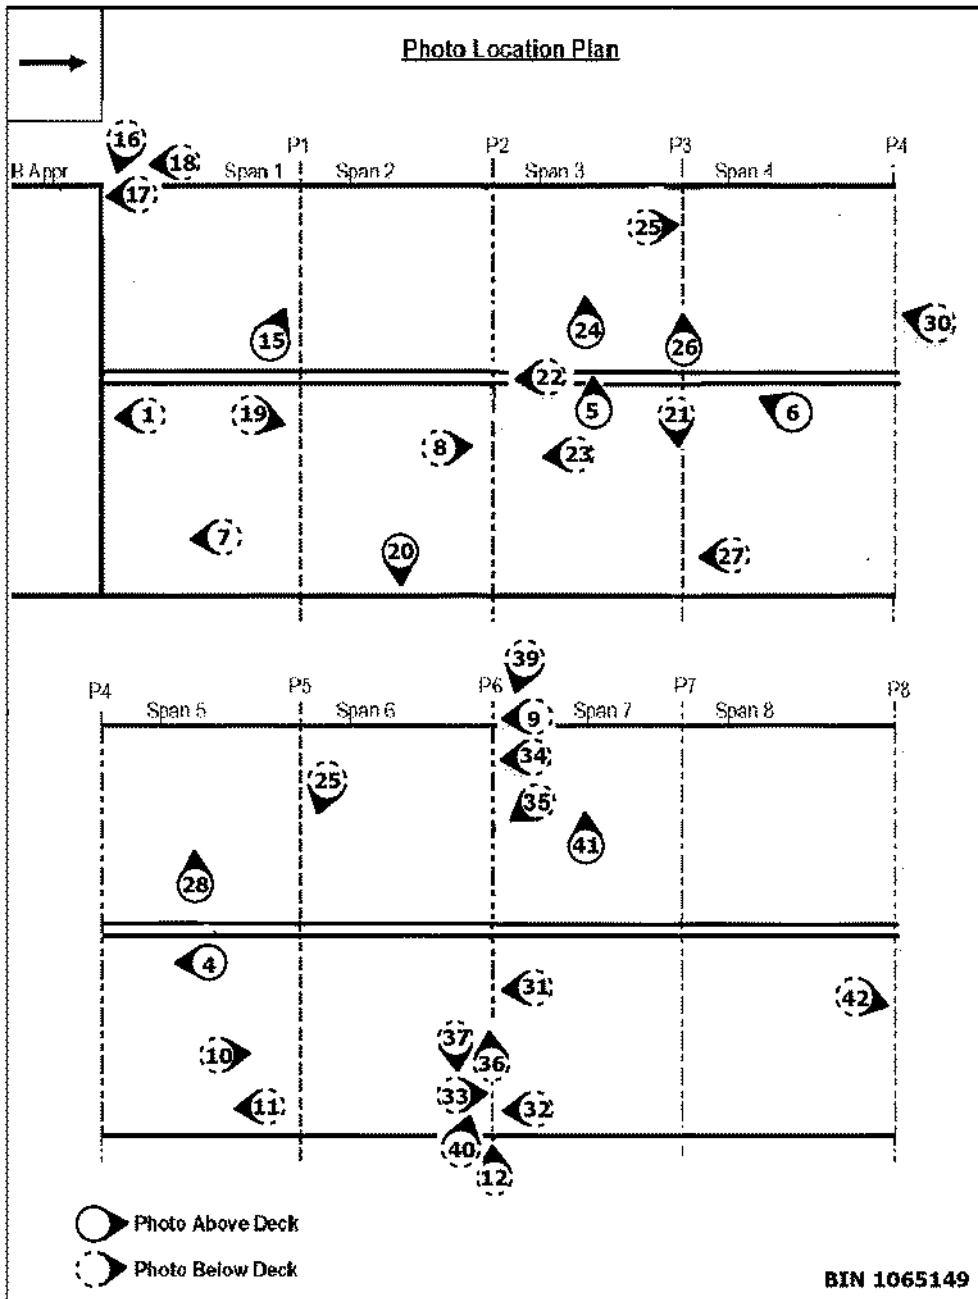 Photo Location Plan
16
18
P1
P2
P3
P4
B Appr
17
Span 1
Span 2
Span 3
Span 4
25
15
24
26
30
22
1
19
5
21
6
8
23
7
20
27
39
P4
P5
P6
P7
P8
Span 5
Span 6
9
Span 7
Span 8
34
25
35
41
28
4
31
42
37
10
36
33
11
32
40
12
Photo Above Deck
Photo Below Deck
BIN 1065149